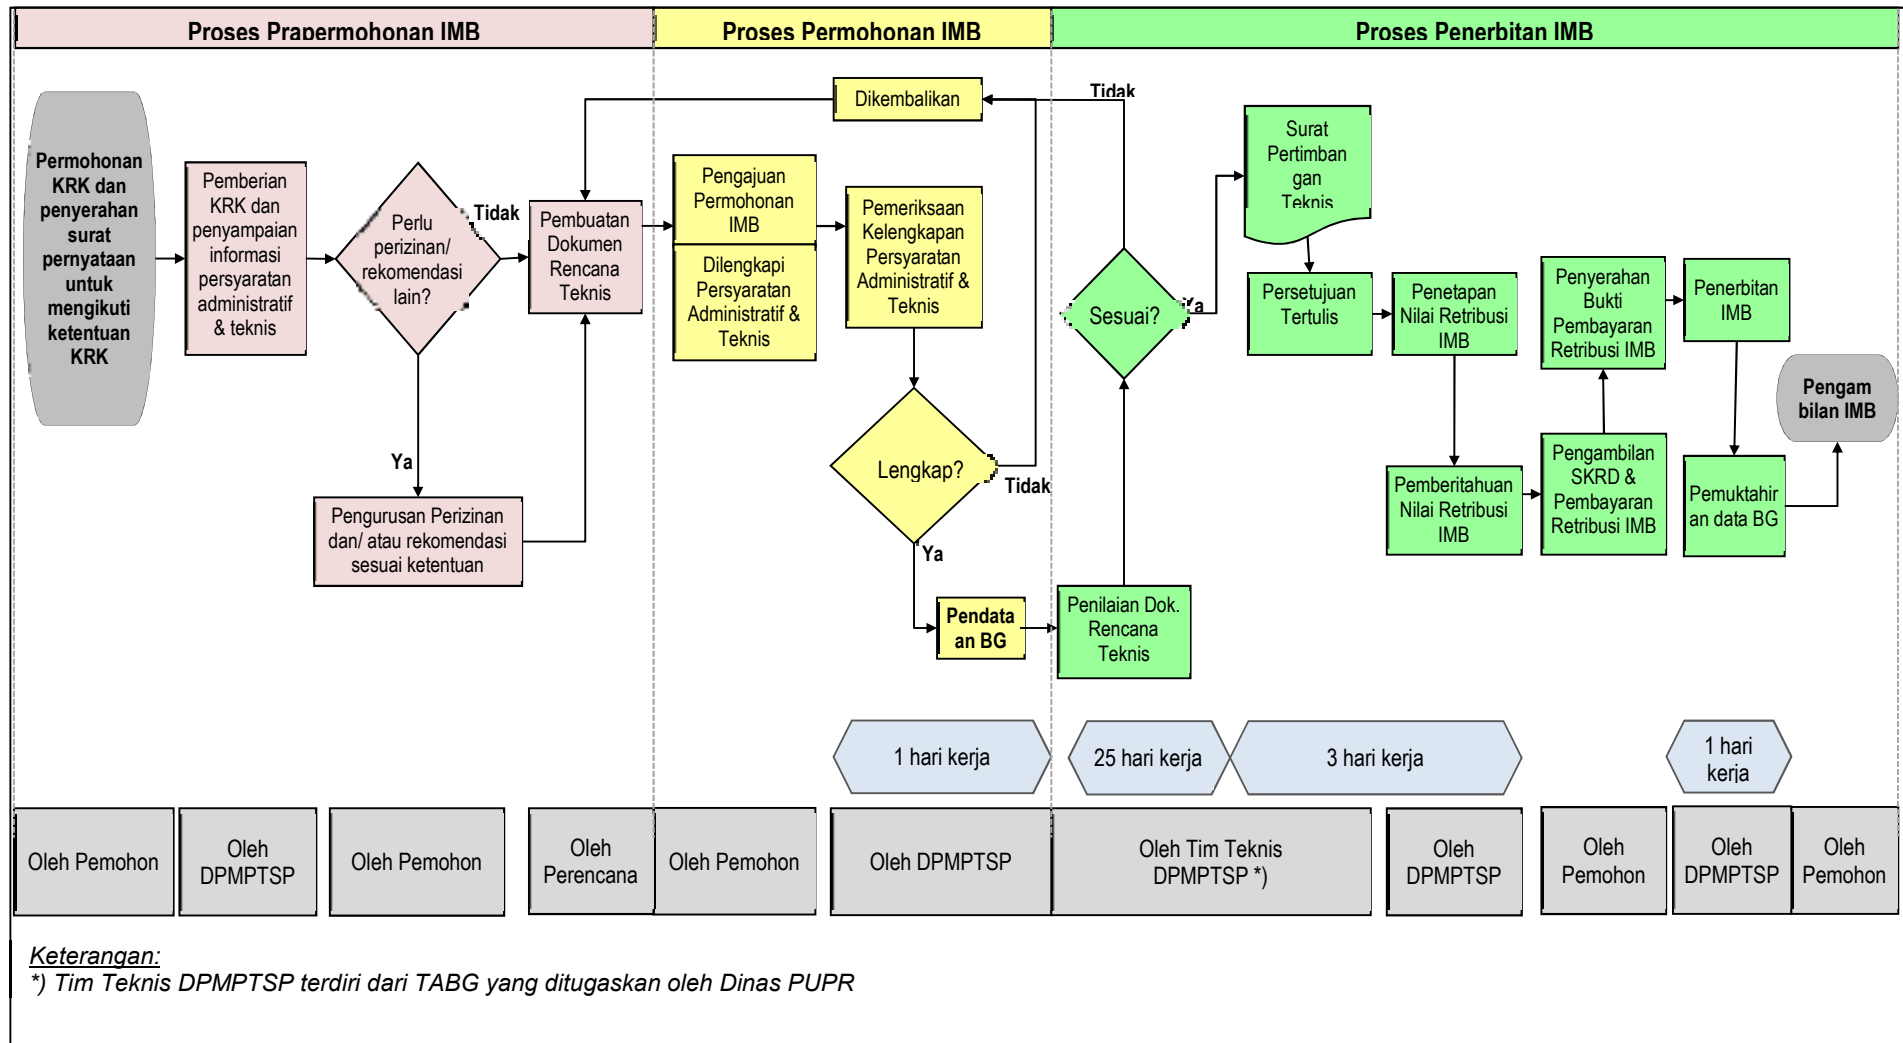 Proses Prapermohonan IMB
Proses Permohonan IMB
Proses Penerbitan IMB
Permohonan
KRK dan
penyerahan
surat
pernyataan
untuk
mengikuti
ketentuan
KRK
Pemberian
KRK dan
penyampaian
informasi
persyaratan
administratif
& teknis
Perlu
perizinan/
rekomendasi
lain?
Tidak
Ya
Pengurusan Perizinan
dan/ atau rekomendasi
sesuai ketentuan
Pembuatan
Dokumen
Rencana
Teknis
Dikembalikan
Pengajuan
Permohonan
IMB
Dilengkapi
Persyaratan
Administratif &
Teknis
Pemeriksaan
Kelengkapan
Persyaratan
Administratif &
Teknis
Lengkap?
Tidak
Ya
Pendata
an BG
Penilaian Dok.
Rencana
Teknis
Sesuai?
Tidak
Ya
Surat
Pertimban
gan
Teknis
Persetujuan
Tertulis
Penetapan
Nilai Retribusi
IMB
Pemberitahuan
Nilai Retribusi
IMB
Pengambilan
SKRD &
Pembayaran
Retribusi IMB
Penyerahan
Bukti
Pembayaran
Retribusi IMB
Penerbitan
IMB
Pemuktahir
an data BG
Pengam
bilan IMB
1 hari kerja
25 hari kerja
3 hari kerja
1 hari
kerja
Oleh Pemohon
Oleh
DPMPTSP
Oleh Pemohon
Oleh
Perencana
Oleh Pemohon
Oleh DPMPTSP
Oleh Tim Teknis
DPMPTSP *)
Oleh
DPMPTSP
Oleh
Pemohon
Oleh
DPMPTSP
Oleh
Pemohon
Keterangan:
*) Tim Teknis DPMPTSP terdiri dari TABG yang ditugaskan oleh Dinas PUPR